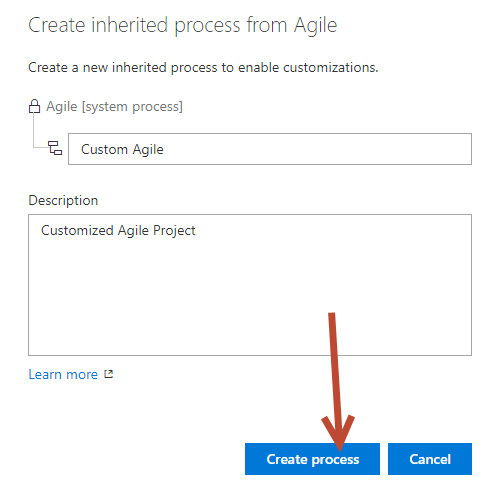 Create inherited process from Agile
Create a new inherited process to enable customizations.
Agile [system process]
Custom Agile
Description
Customized Agile Project
Learn more
Create process Cancel